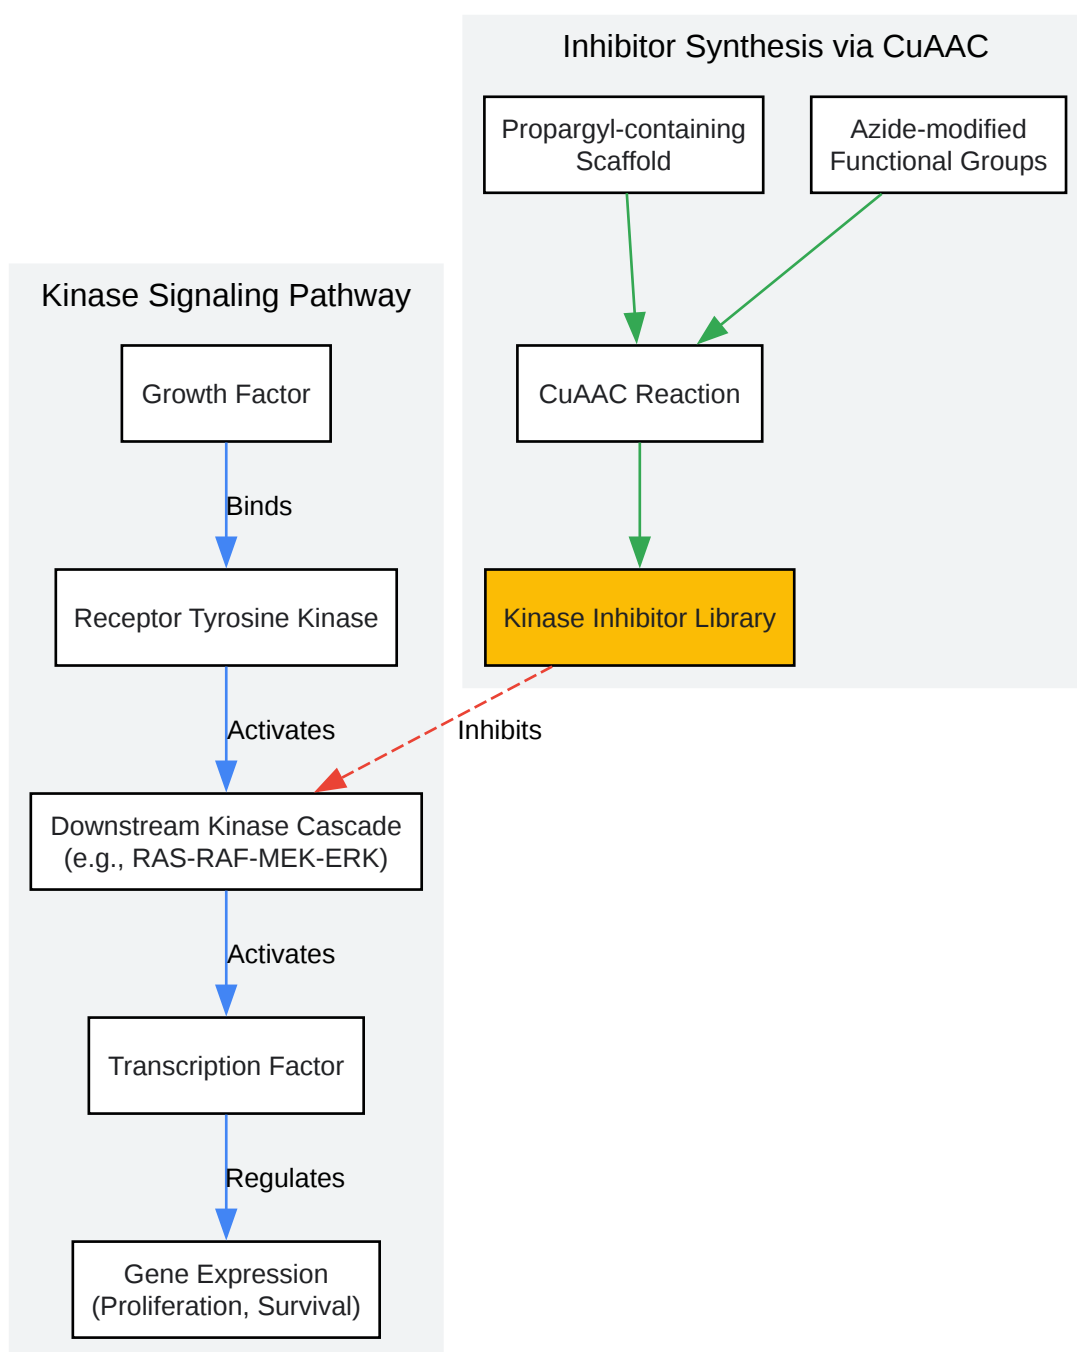 Inhibitor Synthesis via CuAAC
Propargyl-containing
Scaffold
Azide-modified
Functional Groups
CuAAC Reaction
Kinase Inhibitor Library
Inhibits
Kinase Signaling Pathway
Growth Factor
Binds
Receptor Tyrosine Kinase
Activates
Downstream Kinase Cascade
(e.g., RAS-RAF-MEK-ERK)
Activates
Transcription Factor
Regulates
Gene Expression
(Proliferation, Survival)